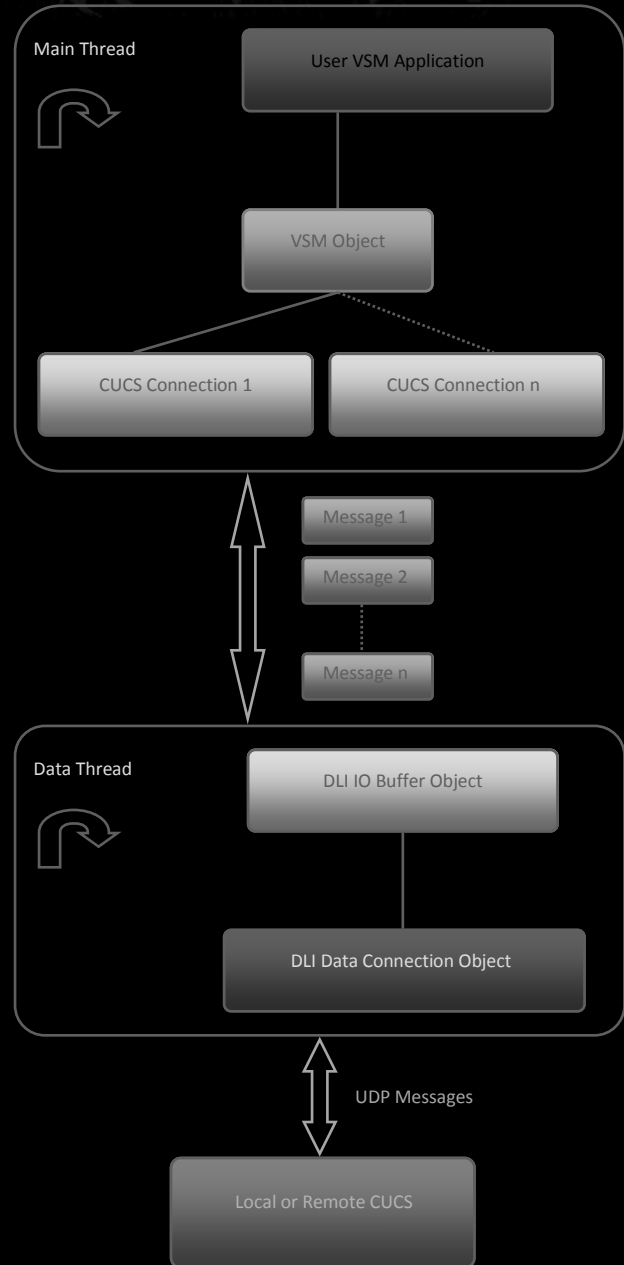 Main Thread
User VSM Application
VSM Object
CUCS Connection 1
CUCS Connection n
Message 1
Message 2
Message n
Data Thread
DLI IO Buffer Object
DLI Data Connection Object
UDP Messages
Local or Remote CUCS